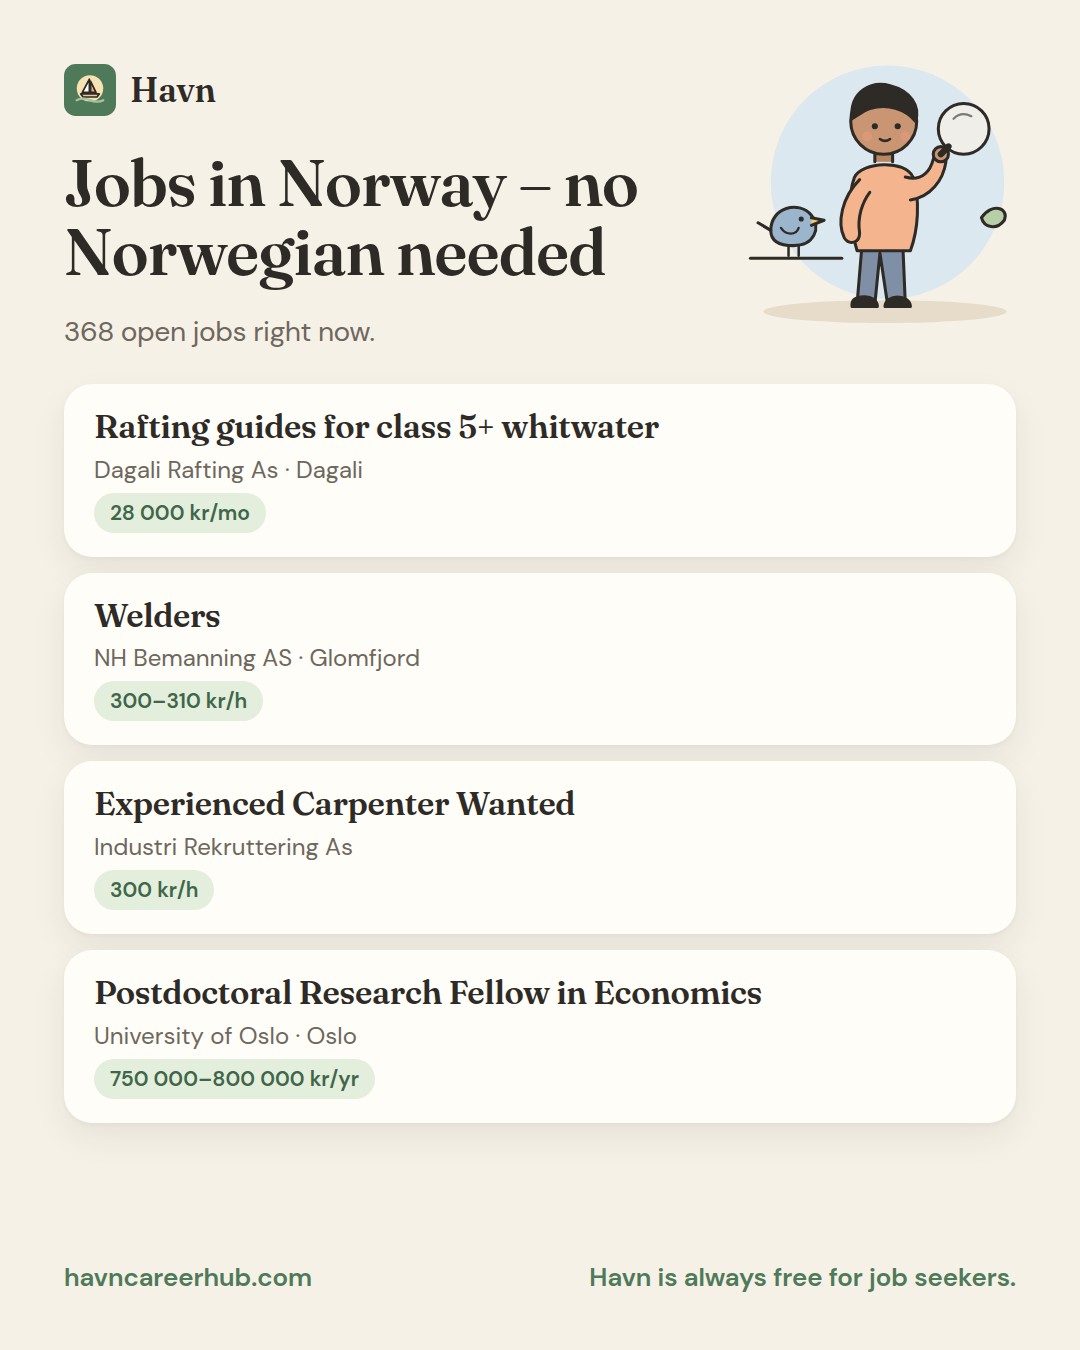 Havn
Jobs in Norway – no
Norwegian needed
368 open jobs right now.
Rafting guides for class 5+ whitwater
Dagali Rafting As · Dagali
28 000 kr/mo
Welders
NH Bemanning AS · Glomfjord
300–310 kr/h
Experienced Carpenter Wanted
Industri Rekruttering As
300 kr/h
Postdoctoral Research Fellow in Economics
University of Oslo · Oslo
750 000–800 000 kr/yr
havncareerhub.com
Havn is always free for job seekers.